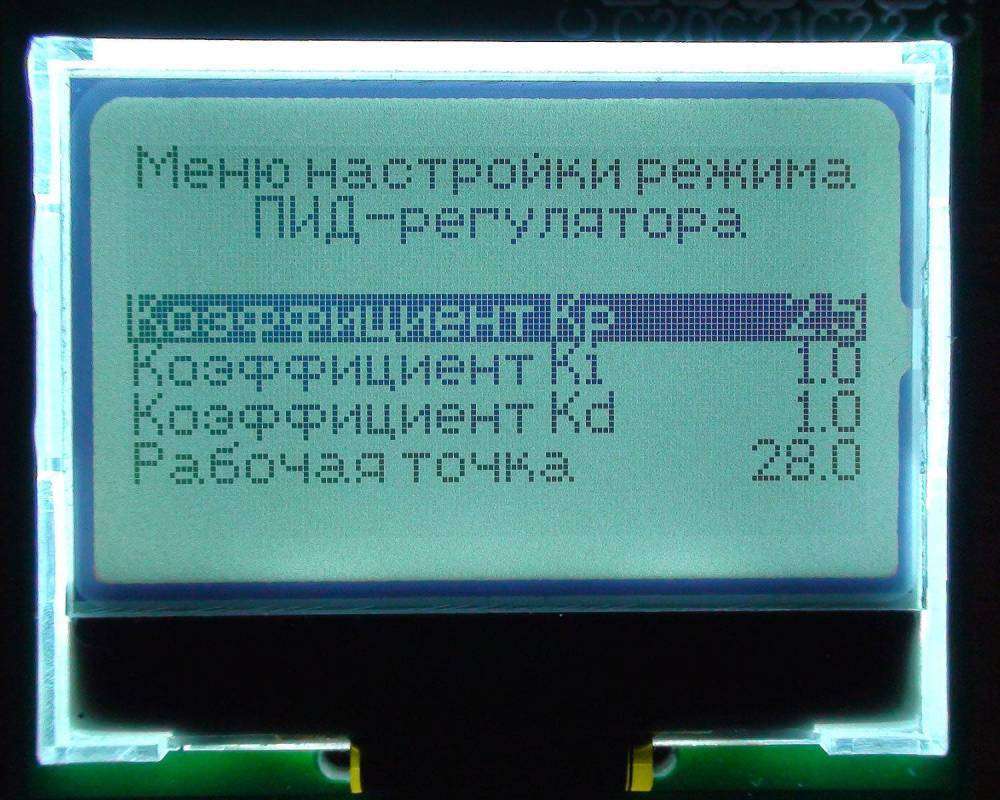 C20C21C22
Меню настройки режима
ПИД-регулятора
Коэффициент Kp
Коэффициент Ki 1.0
Коэффициент Kd 1.0
Рабочая точка 28.0